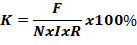 K = F / NxIxR x100%